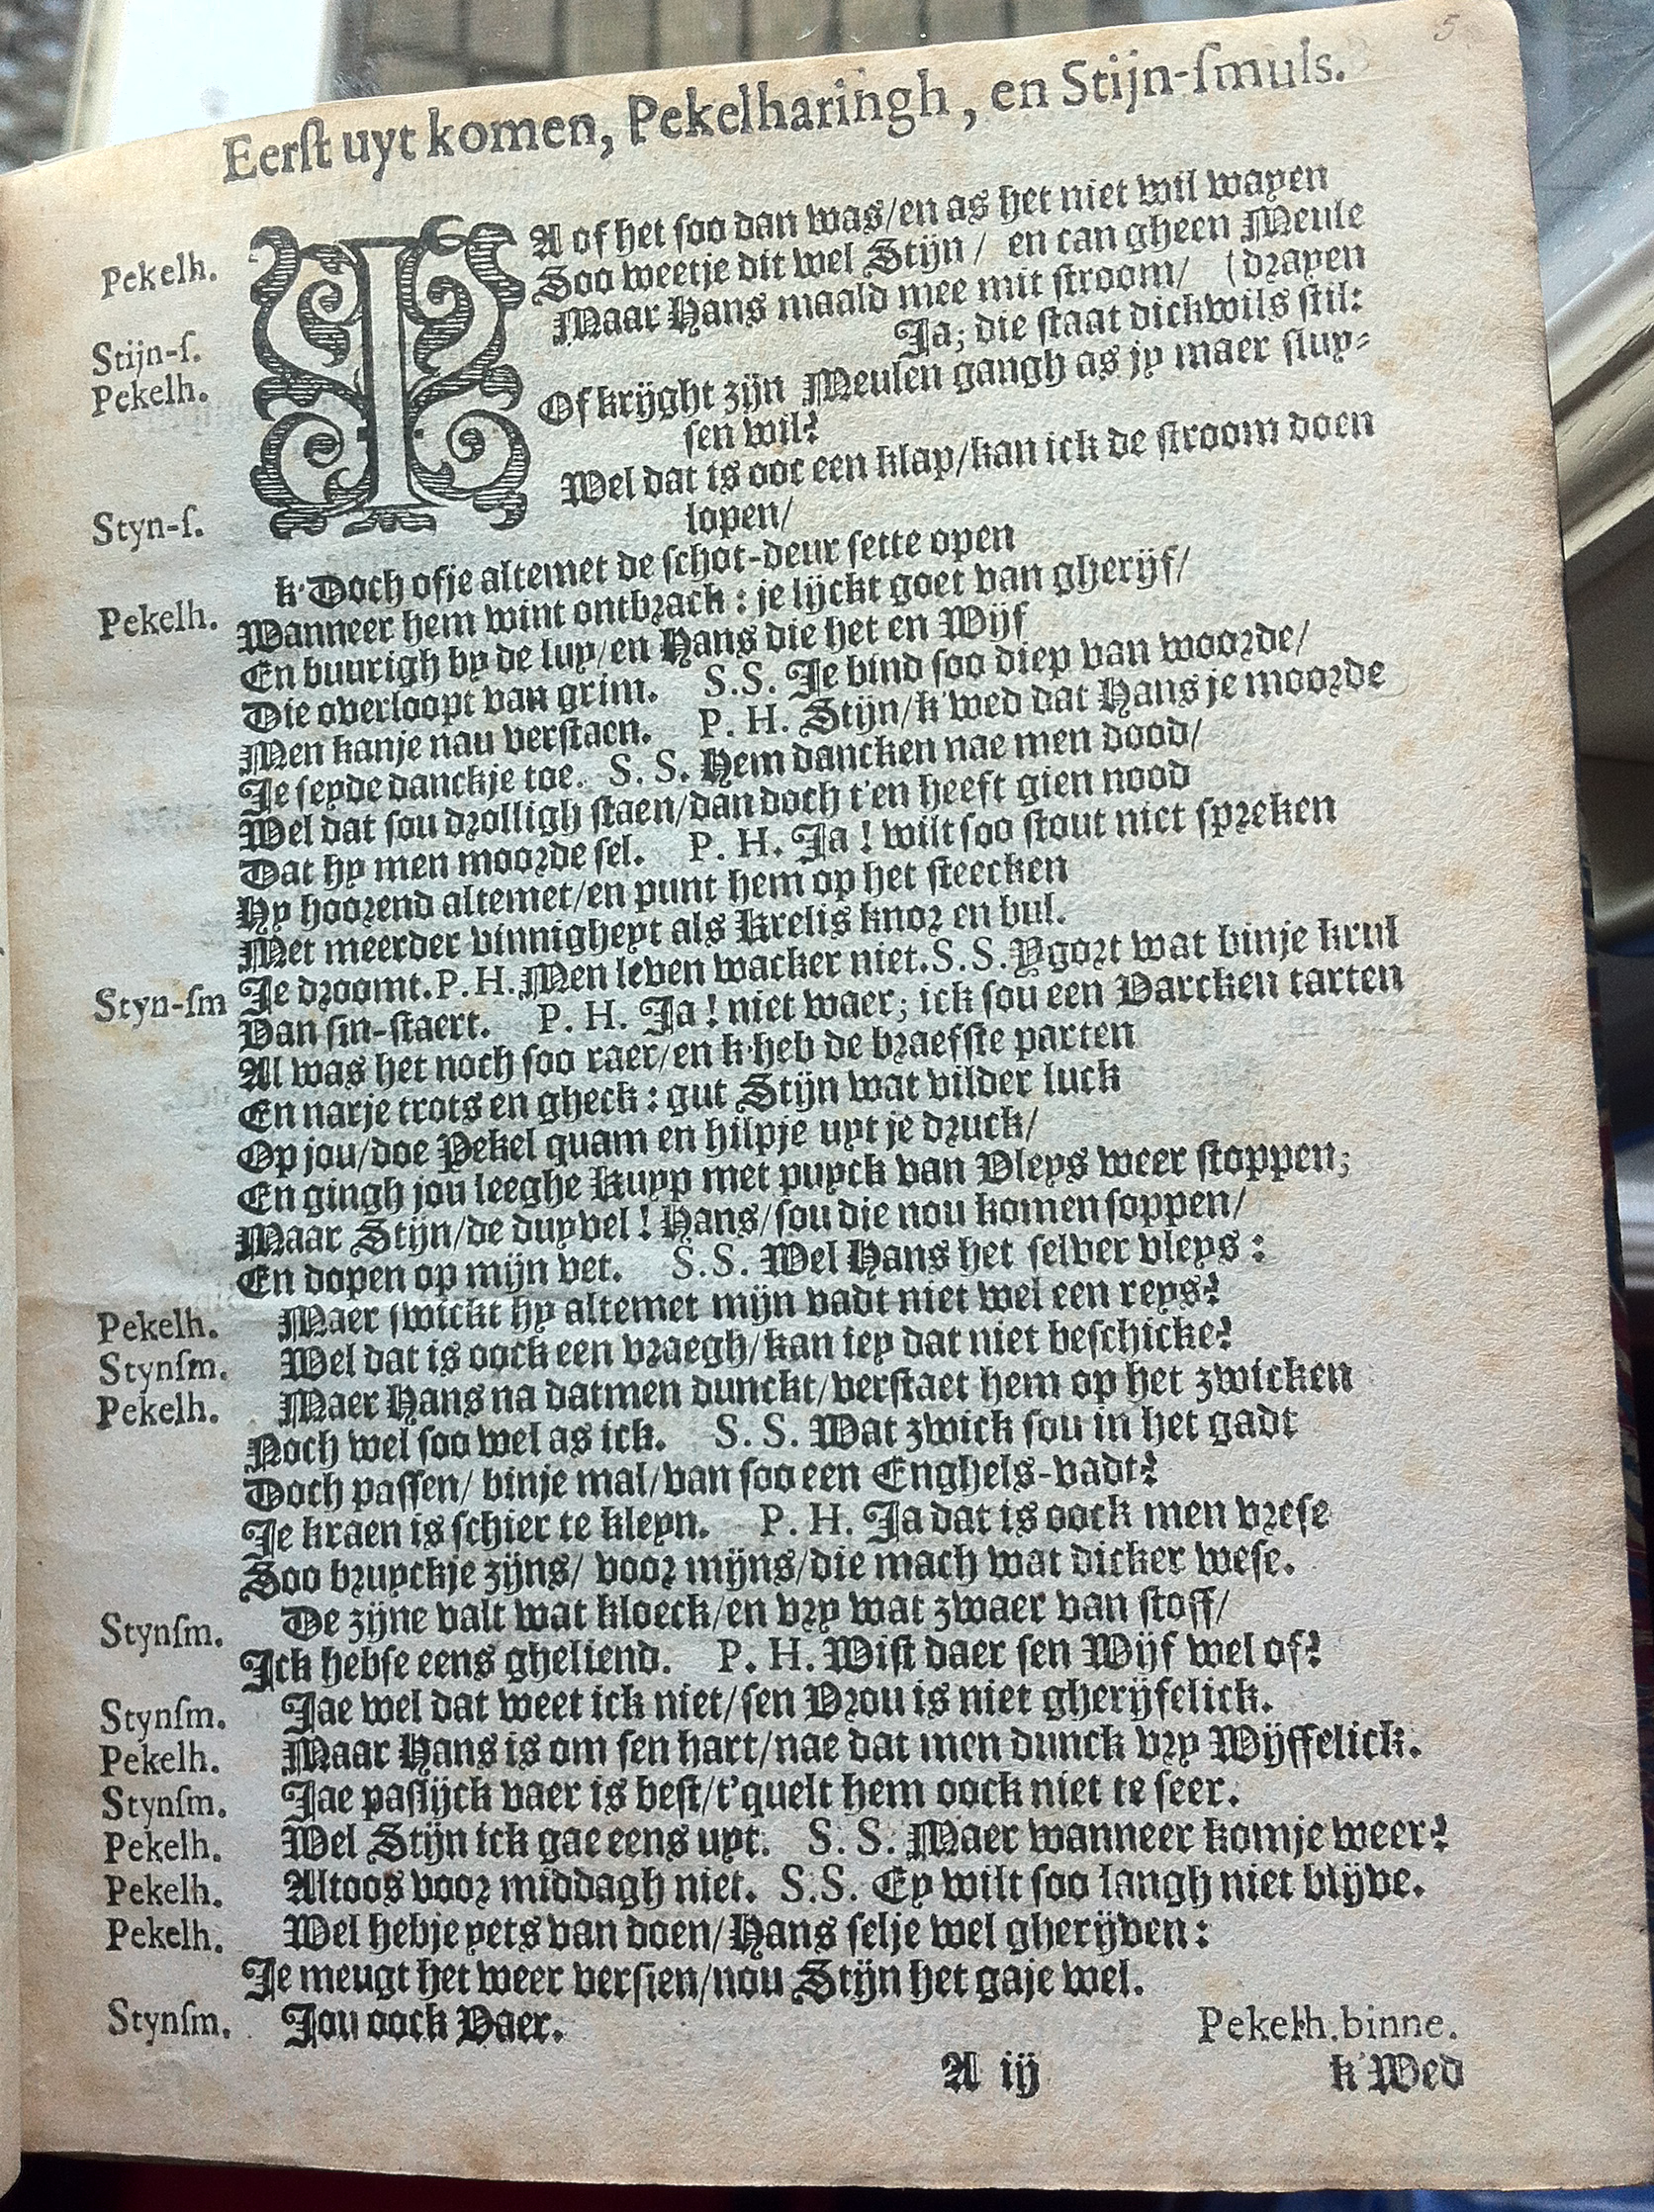 5
Eerſt uyt komen, Pekelharingh, en Stijn-ſmuls.
Pekelh. IA of het ſoo dan was/en as het niet wil wayen
Soo weetje dit wel Stijn/ en can gheen Meule
Stijn-ſ. Maar Hans maald mee mit ſtroom/ (drayen
Pekelh. Ja; die ſtaat dickwils ſtil:
Of krijght zijn Meulen gangh as jy maer ſluy-
ſen wil?
Styn-ſ. Wel dat is ooc een klap/kan ick de ſtroom doen
lopen/
Pekelh. k'Doch ofje altemet de ſchot-deur ſette open
Wanneer hem wint ontbrack: je lijckt goet van gherijf/
En buurigh by de luy/en Hans die het en Wijf
Die overloopt van grim. S.S. Je bind ſoo diep van woorde/
Men kanje nau verſtaen. P. H. Stijn/k'wed dat Hans je moorde
Je ſeyde danckje toe. S. S. Hem dancken nae men dood/
Wel dat ſou drolligh ſtaen/dan doch t'en heeft gien nood
Dat hy men moorde ſel. P. H. Ja! wilt ſoo ſtout niet ſpreken
Hy hoorend altemet/en punt hem op het ſteecken
Met meerder vinnigheyt als Krelis knor en bul.
Styn-ſm Je droomt.P.H.Men leven wacker niet.S.S.Ygort wat binje krul
Van ſin-ſtaert. P. H. Ja! niet waer; ick ſou een Varcken tarten
Al was het noch ſoo raer/en k'heb de braefſte parten
En narje trots en gheck: gut Stijn wat vilder luck
Op jou/doe Pekel quam en hilpje uyt je druck/
En gingh jou leeghe Kuyp met puyck van Vleys weer ſtoppen;
Maar Stijn/de duyvel! Hans/ſou die nou komen ſoppen/
En dopen op mijn vet. S.S. Wel Hans het ſelver vleys:
Pekelh. Maer ſwickt hy altemet mijn vadt niet wel een reys?
Stynſm. Wel dat is oock een vraegh/kan iey dat niet beſchicke?
Pekelh. Maer Hans na datmen dunckt/verſtaet hem op het zwicken
Noch wel ſoo wel as ick. S. S. Wat zwick ſou in het gadt
Doch paſſen/ binje mal/van ſoo een Enghels-vadt?
Je kraen is ſchier te kleyn. P. H. Ja dat is oock men vreſe
Soo bruyckje zijns/ voor mijns/die mach wat dicker weſe.
Stynſm. De zijne valt wat kloeck/en vry wat zwaer van ſtoff/
Ick hebſe eens gheliend. P. H. Wiſt daer ſen Wijf wel of?
Stynſm. Jae wel dat weet ick niet/ſen Vrou is niet gherijfelick.
Pekelh. Maar Hans is om ſen hart/nae dat men dunck vry Wijffelick.
Stynſm. Jae paſlijck vaer is beſt/t'quelt hem oock niet te ſeer.
Pekelh. Wel Stijn ick gae eens uyt. S. S. Maer wanneer komje weer?
Pekelh. Altoos voor middagh niet. S.S. Ey wilt ſoo langh niet blijve.
Pekelh. Wel hebje yets van doen/Hans ſelje wel gherijven:
Je meugt het weer verſien/nou Stijn het gaje wel.
Stynſm. Jou oock Vaer. Pekelh.binne.
A ij k'Wed